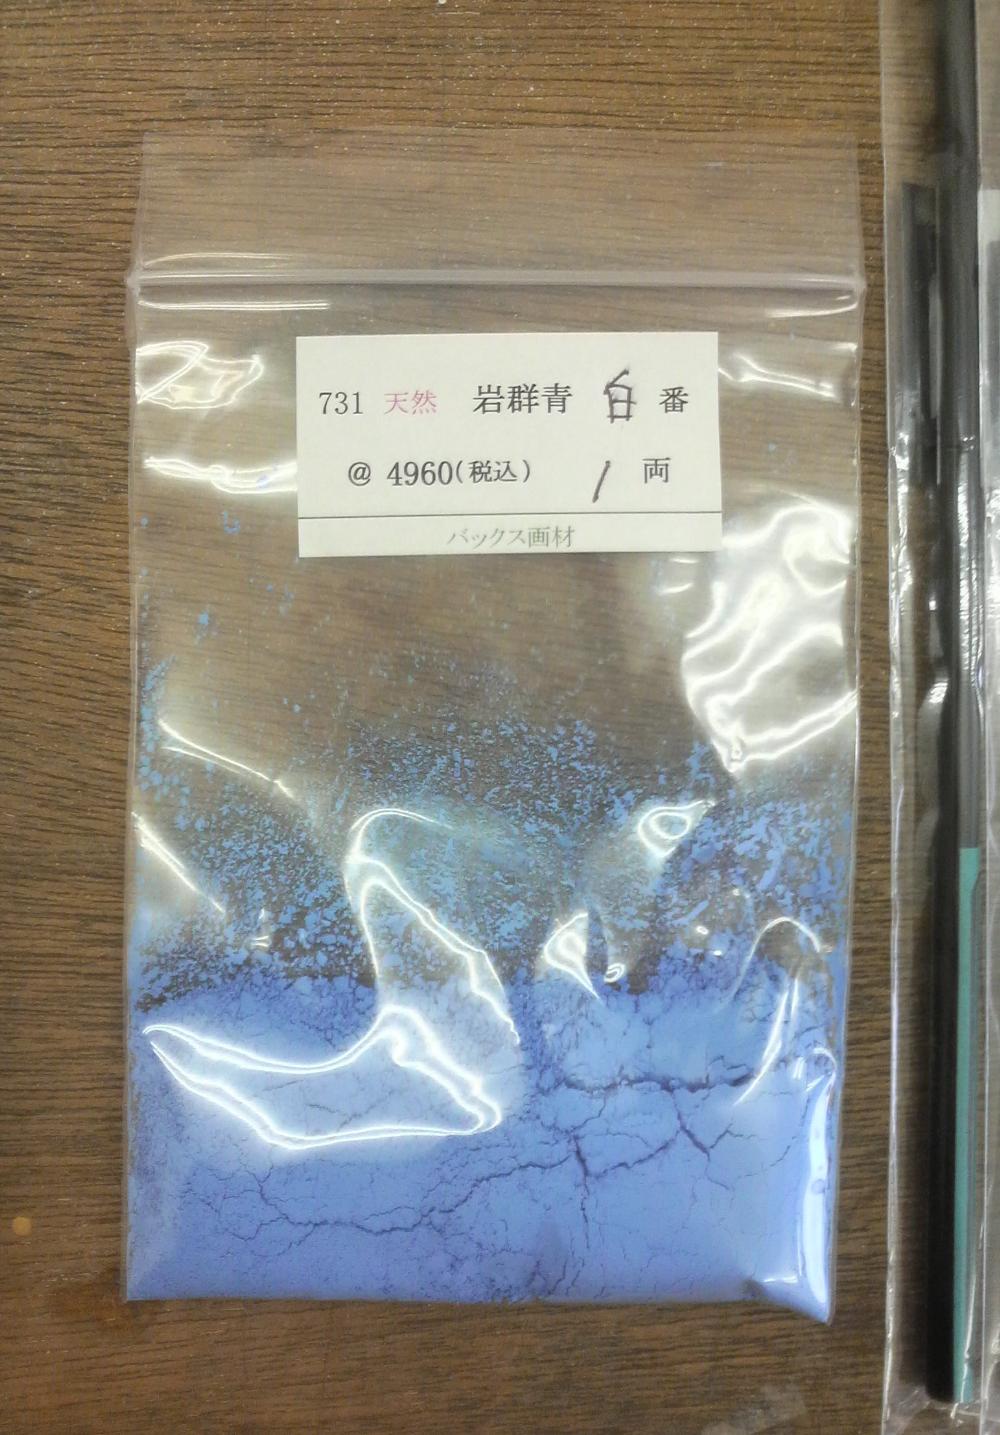 731 天然 岩群青 白 番
@ 4960(税込) 1 両
バックス画材